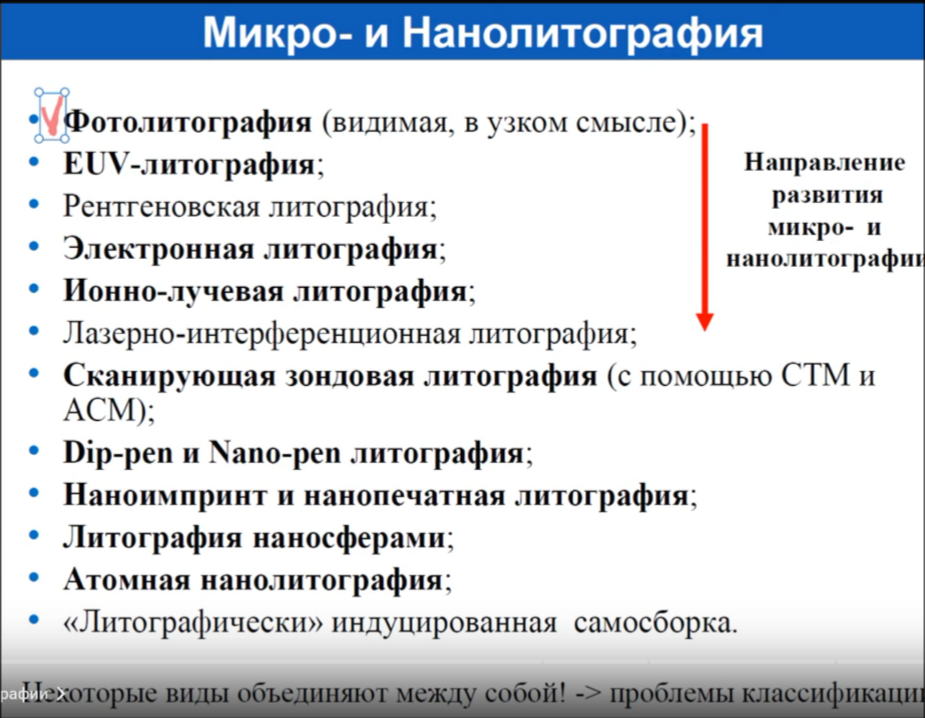 Микро- и Нанолитография
• Фотолитография (видимая, в узком смысле);
• EUV-литография;
• Рентгеновская литография;
• Электронная литография;
• Ионно-лучевая литография;
• Лазерно-интерференционная литография;
• Сканирующая зондовая литография (с помощью СТМ и
АСМ);
• Dip-pen и Nano-pen литография;
• Наноимпринт и нанопечатная литография;
• Литография наносферами;
• Атомная нанолитография;
• «Литографически» индуцированная самосборка.
Направление
развития
микро- и
нанолитографии
Некоторые виды объединяют между собой! -> проблемы классификаци
рафии